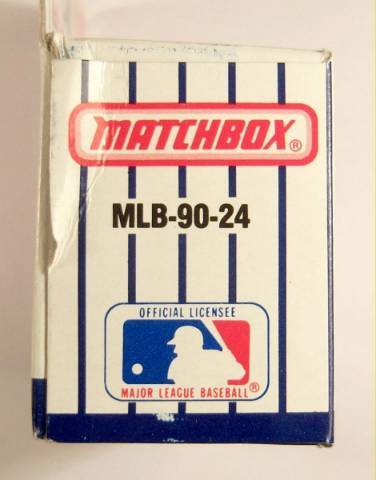 MATCHBOX®
MLB-90-24
OFFICIAL LICENSEE
MAJOR LEAGUE BASEBALL®